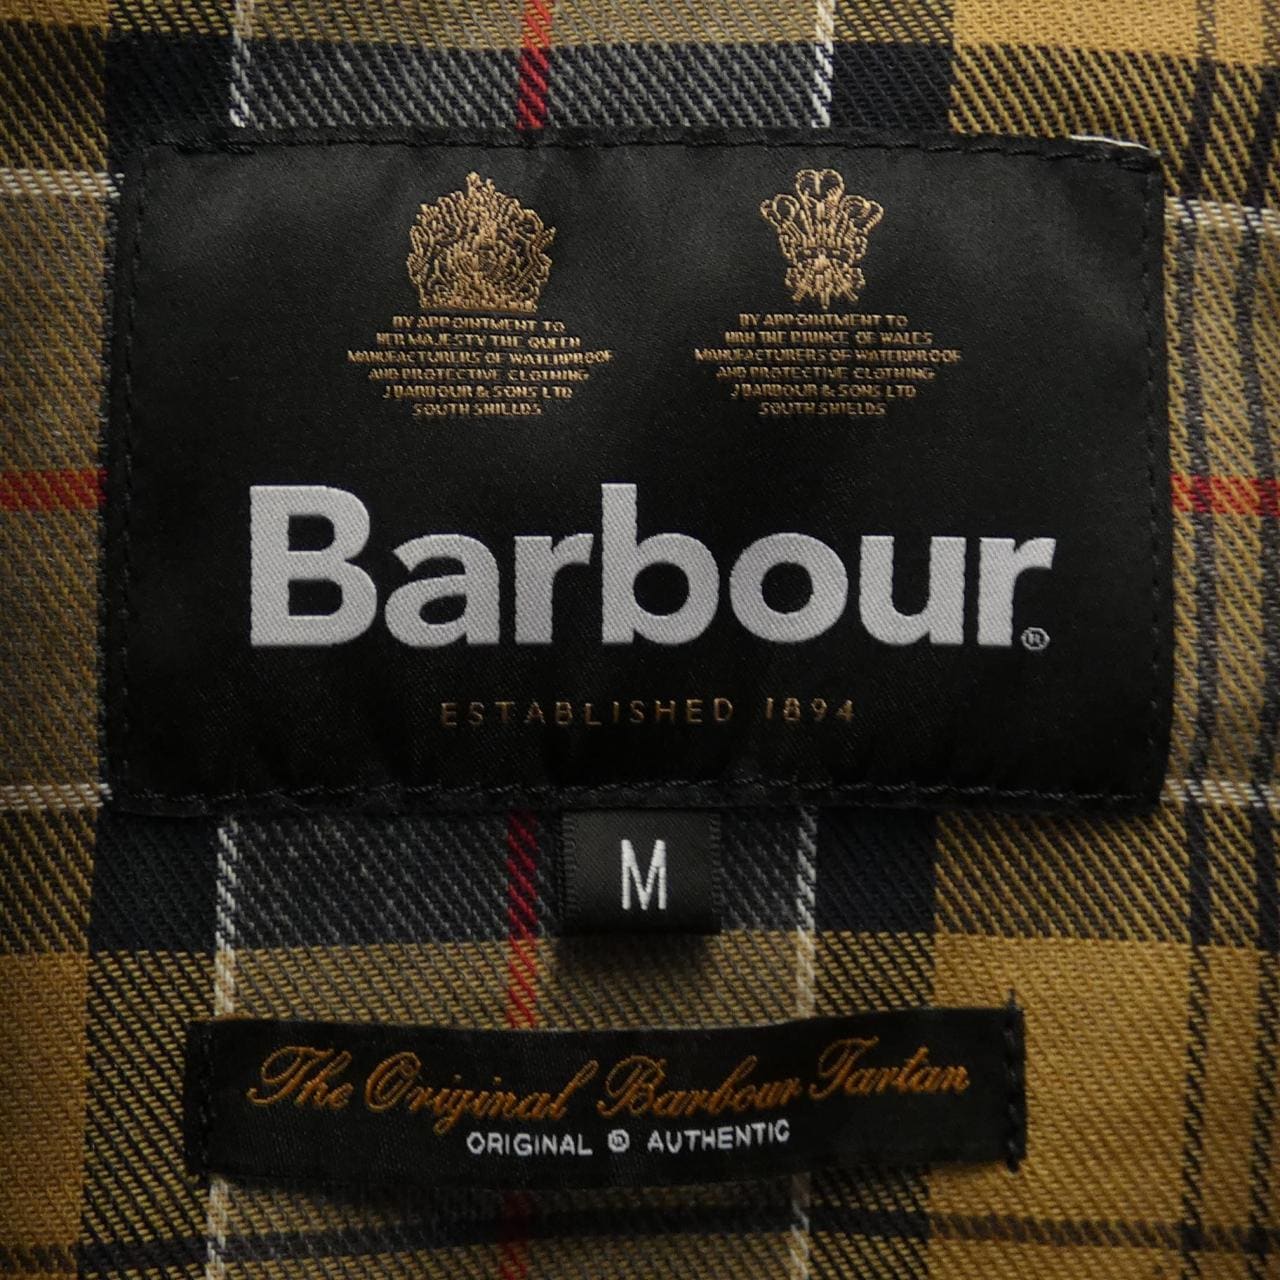 BY APPOINTMENT TO
HER MAJESTY THE QUEEN
MANUFACTURERS OF WATERPROOF
AND PROTECTIVE CLOTHING
J BARBOUR & SONS LTD
SOUTH SHIELDS
BY APPOINTMENT TO
HRH THE PRINCE OF WALES
MANUFACTURERS OF WATERPROOF
AND PROTECTIVE CLOTHING
J BARBOUR & SONS LTD
SOUTH SHIELDS
Barbour®
ESTABLISHED 1894
M
The Original Barbour Tartan
ORIGINAL ® AUTHENTIC